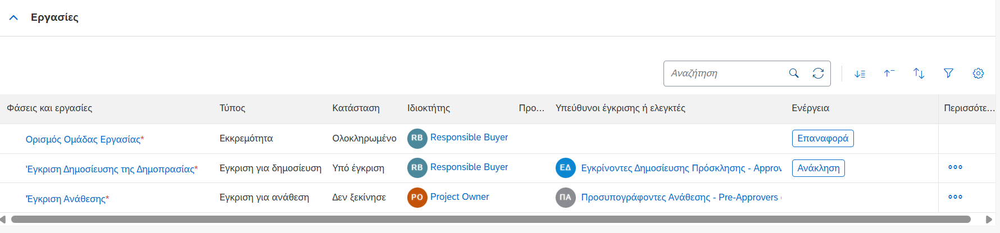 Εργασίες
Αναζήτηση
Φάσεις και εργασίες Τύπος Κατάσταση Ιδιοκτήτης Προ... Υπεύθυνοι έγκρισης ή ελεγκτές Ενέργεια Περισσότε...
Ορισμός Ομάδας Εργασίας* Εκκρεμότητα Ολοκληρωμένο RB Responsible Buyer Επαναφορά
Έγκριση Δημοσίευσης της Δημοπρασίας* Εγκριση για δημοσίευση Υπό έγκριση RB Responsible Buyer ΕΔ Εγκρίνοντες Δημοσίευσης Πρόσκλησης - Approv Ανάκληση
Έγκριση Ανάθεσης* Εγκριση για ανάθεση Δεν ξεκίνησε PO Project Owner ΠΑ Προσυπογράφοντες Ανάθεσης - Pre-Approvers